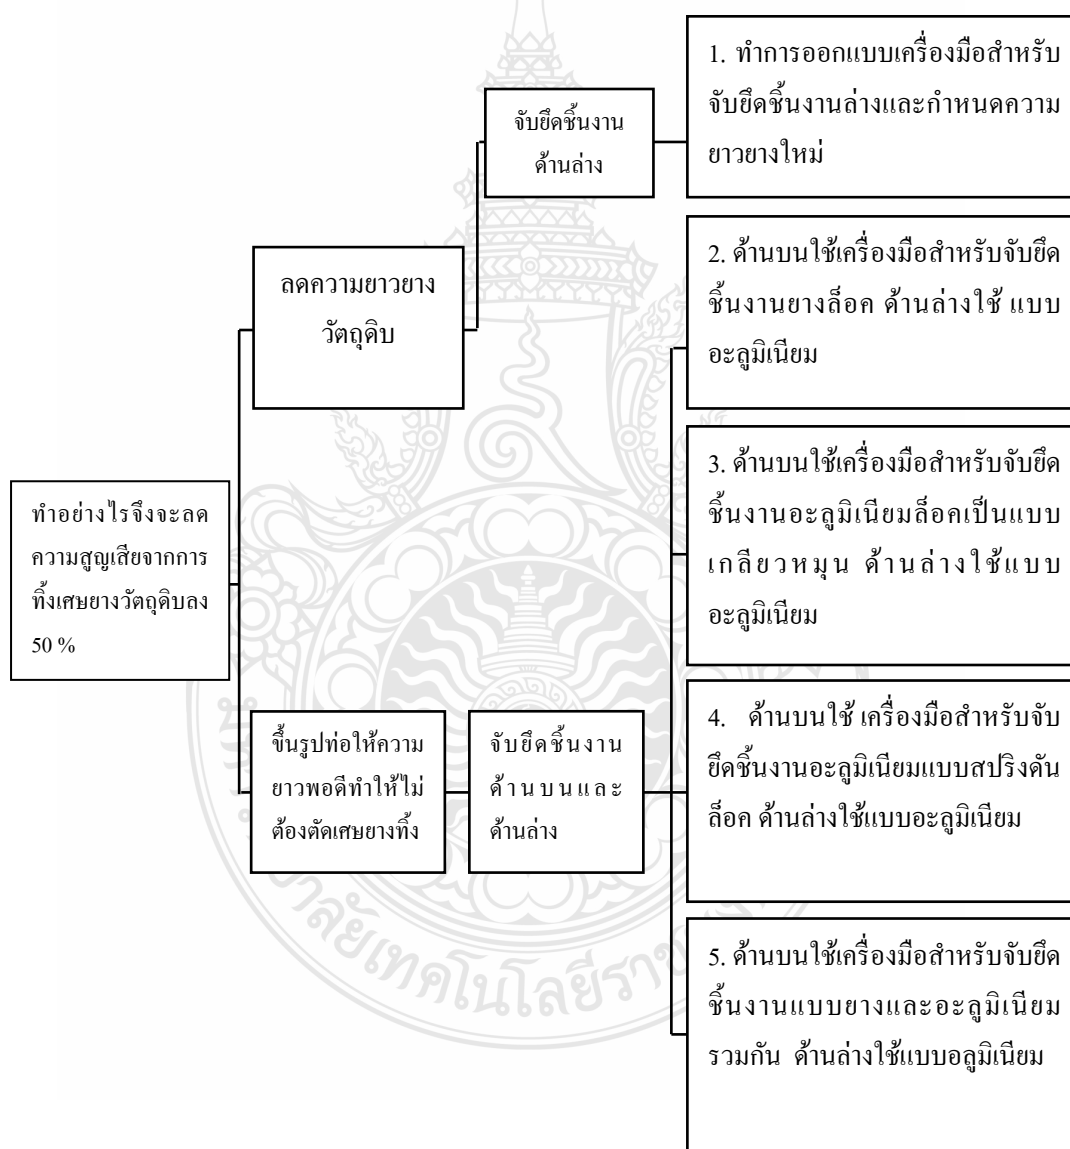 1. ทำการออกแบบเครื่องมือสำหรับ
จับยึดชิ้นงานล่างและกำหนดความ
ยาวยางใหม่
จับยึดชิ้นงาน
ด้านล่าง
2. ด้านบนใช้เครื่องมือสำหรับจับยึด
ชิ้นงานยางล็อค ด้านล่างใช้ แบบ
อะลูมิเนียม
ลดความยาวยาง
วัตถุดิบ
3. ด้านบนใช้เครื่องมือสำหรับจับยึด
ชิ้นงานอะลูมิเนียมล็อคเป็นแบบ
เกลียวหมุน ด้านล่างใช้แบบ
อะลูมิเนียม
ทำอย่างไรจึงจะลด
ความสูญเสียจากการ
ทิ้งเศษยางวัตถุดิบลง
50 %
ขึ้นรูปท่อให้ความ
ยาวพอดีทำให้ไม่
ต้องตัดเศษยางทิ้ง
จับยึดชิ้นงาน
ด้านบนและ
ด้านล่าง
4. ด้านบนใช้ เครื่องมือสำหรับจับ
ยึดชิ้นงานอะลูมิเนียมแบบสปริงดัน
ล็อค ด้านล่างใช้แบบอะลูมิเนียม
5. ด้านบนใช้เครื่องมือสำหรับจับยึด
ชิ้นงานแบบยางและอะลูมิเนียม
รวมกัน ด้านล่างใช้แบบอลูมิเนียม
าลัยเทคโนโลยีราช